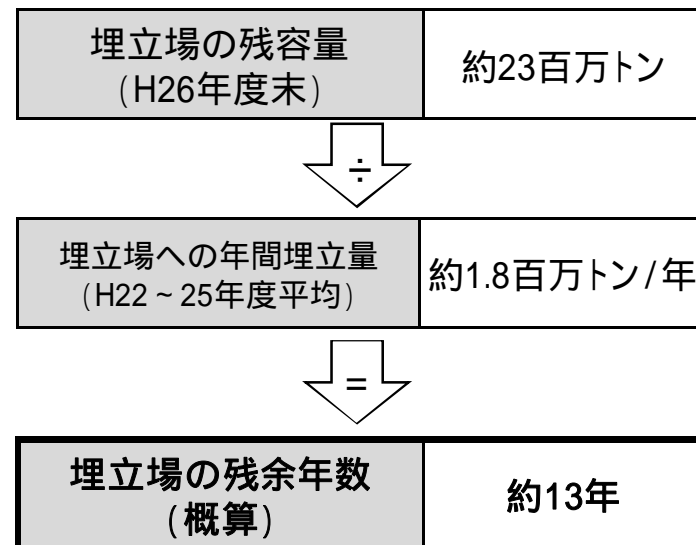 埋立場の残容量
(H26年度末)
約23百万トン
÷
埋立場への年間埋立量
(H22~25年度平均)
約1.8百万トン/年
=
埋立場の残余年数
(概算)
約13年